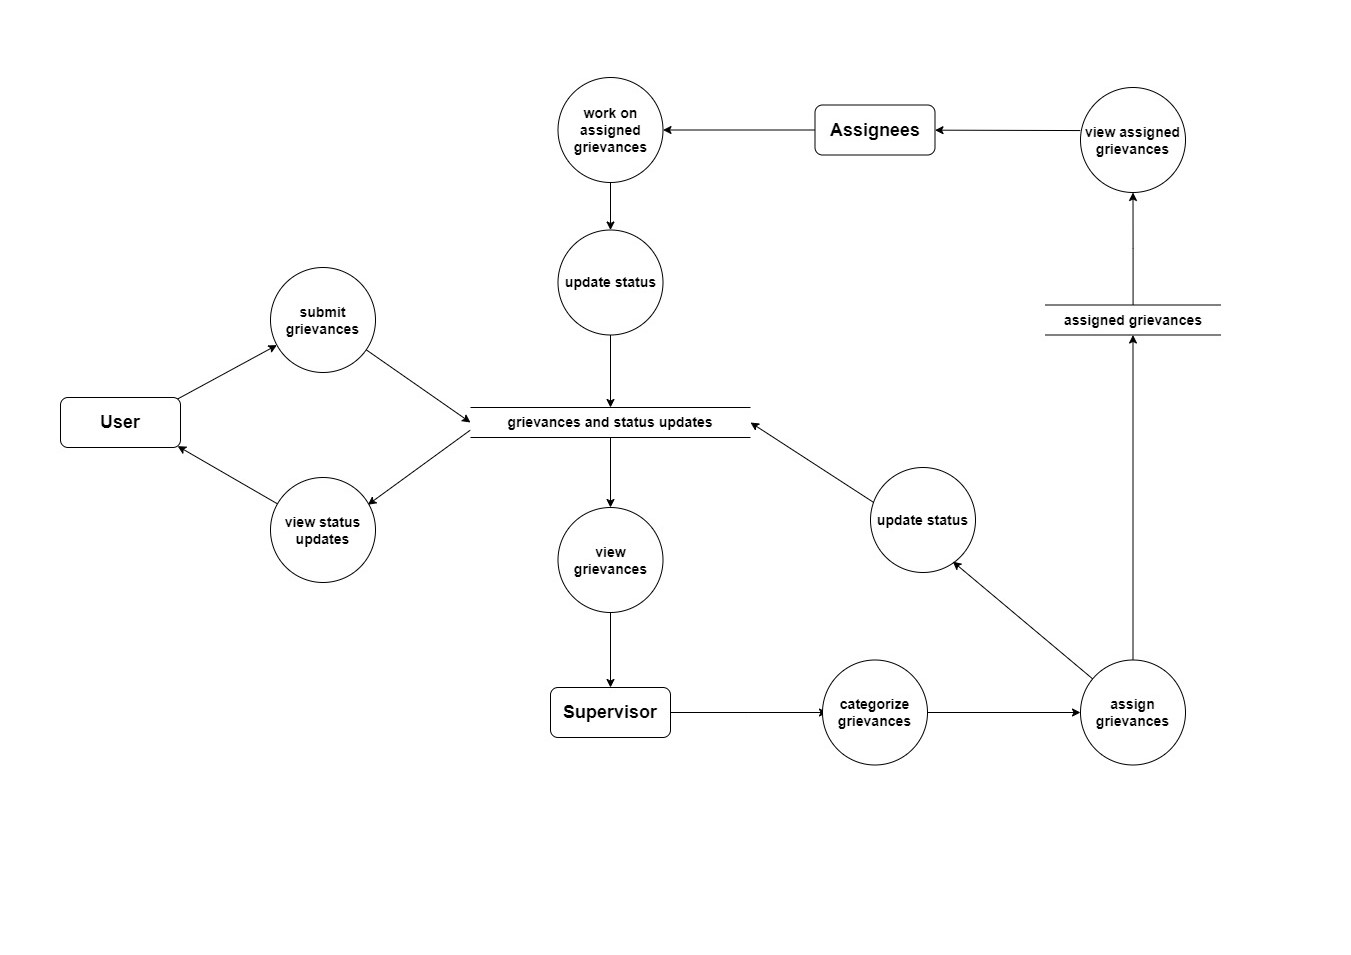 work on
assigned
grievances
Assignees
view assigned
grievances
update status
submit
grievances
assigned grievances
User
grievances and status updates
view status
updates
update status
view
grievances
Supervisor
categorize
grievances
assign
grievances